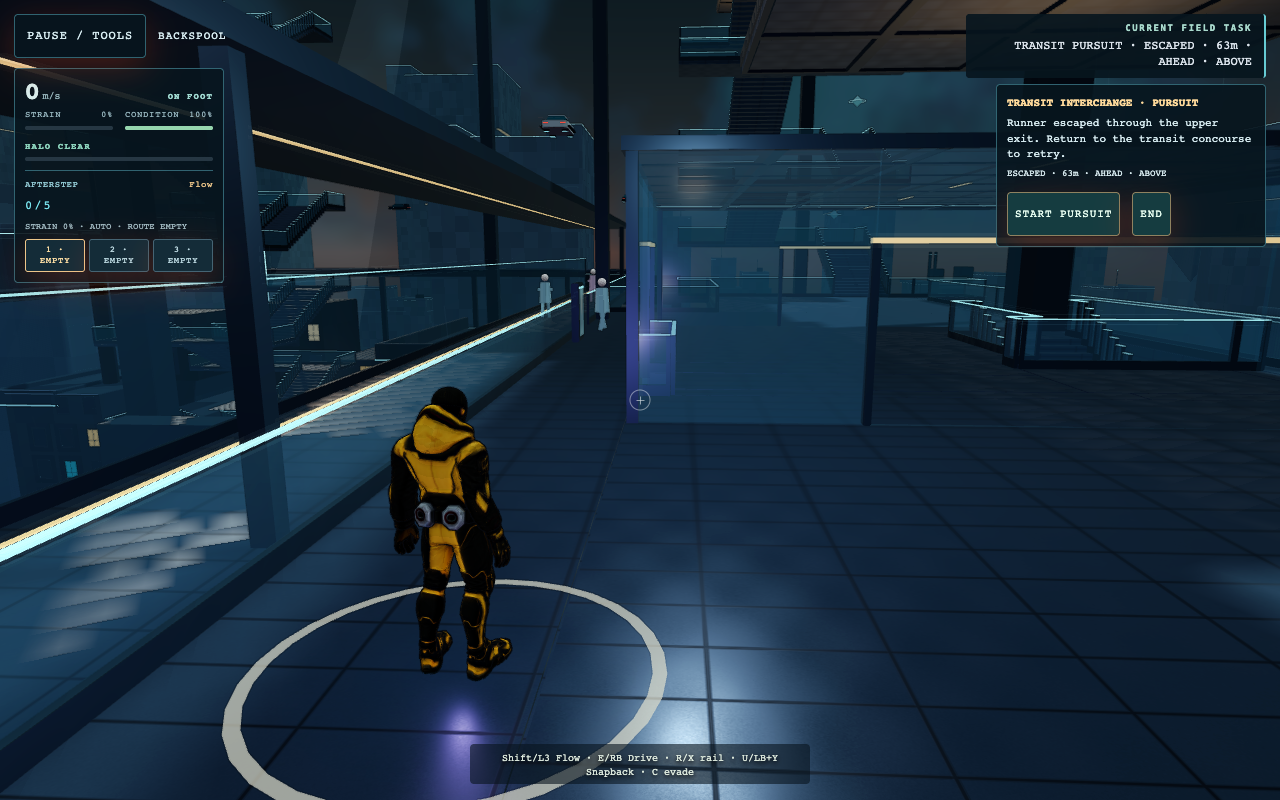 PAUSE / TOOLS
BACKSPOOL
0 m/s
ON FOOT
STRAIN 0%
CONDITION 100%
HALO CLEAR
AFTERSTEP
Flow
0/5
STRAIN 0% · AUTO · ROUTE EMPTY
1 · EMPTY
2 · EMPTY
3 · EMPTY
CURRENT FIELD TASK
TRANSIT PURSUIT · ESCAPED · 63m ·
AHEAD · ABOVE
TRANSIT INTERCHANGE · PURSUIT
Runner escaped through the upper
exit. Return to the transit concourse
to retry.
ESCAPED · 63m · AHEAD · ABOVE
START PURSUIT
END
Shift/L3 Flow · E/RB Drive · R/X rail · U/LB+Y
Snapback · C evade